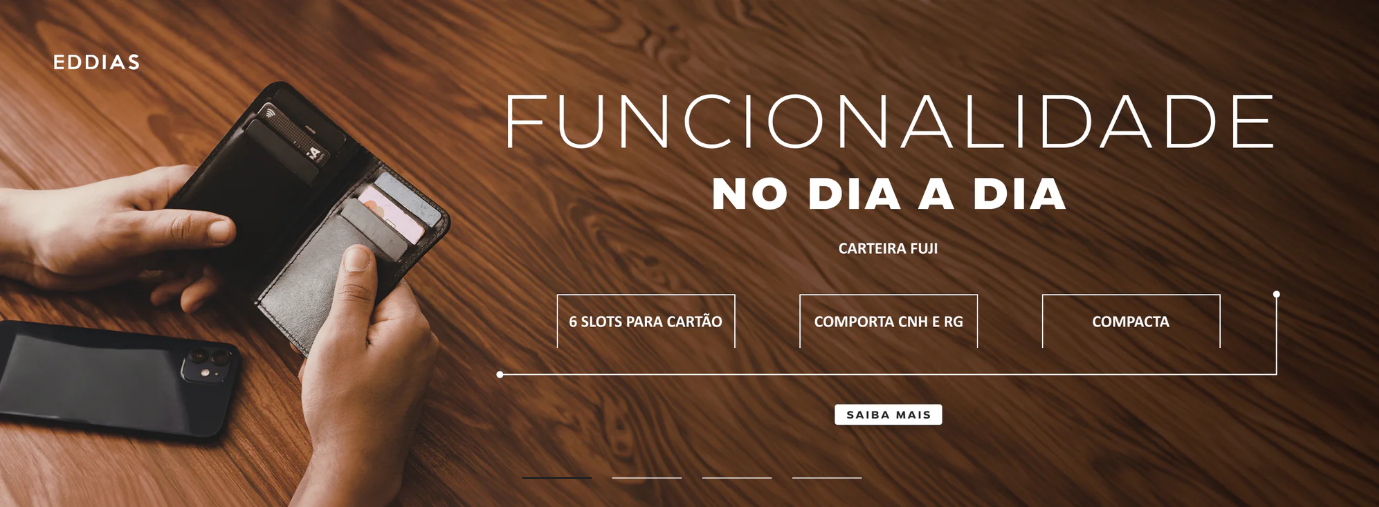 EDDIAS
FUNCIONALIDADE
NO DIA A DIA
CARTEIRA FUJI
6 SLOTS PARA CARTÃO
COMPORTA CNH E RG
COMPACTA
SAIBA MAIS